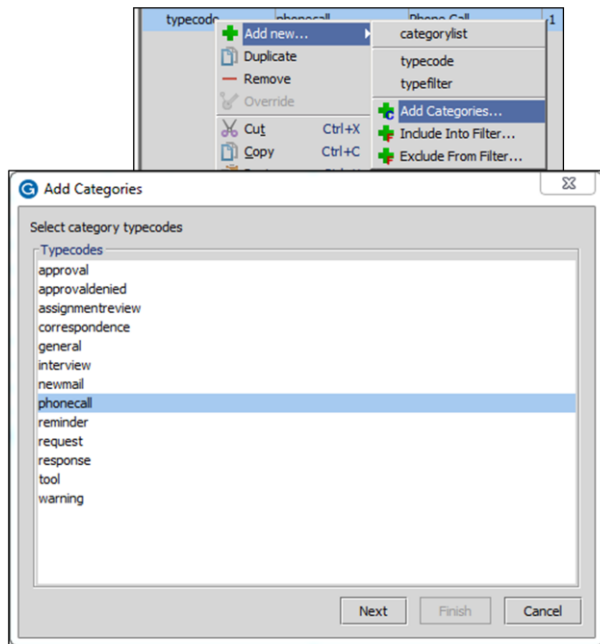 typecode phonecall Phone Call 1
Add new... categorylist
Duplicate typecode
Remove typefilter
Override Add Categories...
Cut Ctrl+X Include Into Filter...
Copy Ctrl+C Exclude From Filter...
Add Categories
Select category typecodes
Typecodes
approval
approvaldenied
assignmentreview
correspondence
general
interview
newmail
phonecall
reminder
request
response
tool
warning
Next Finish Cancel